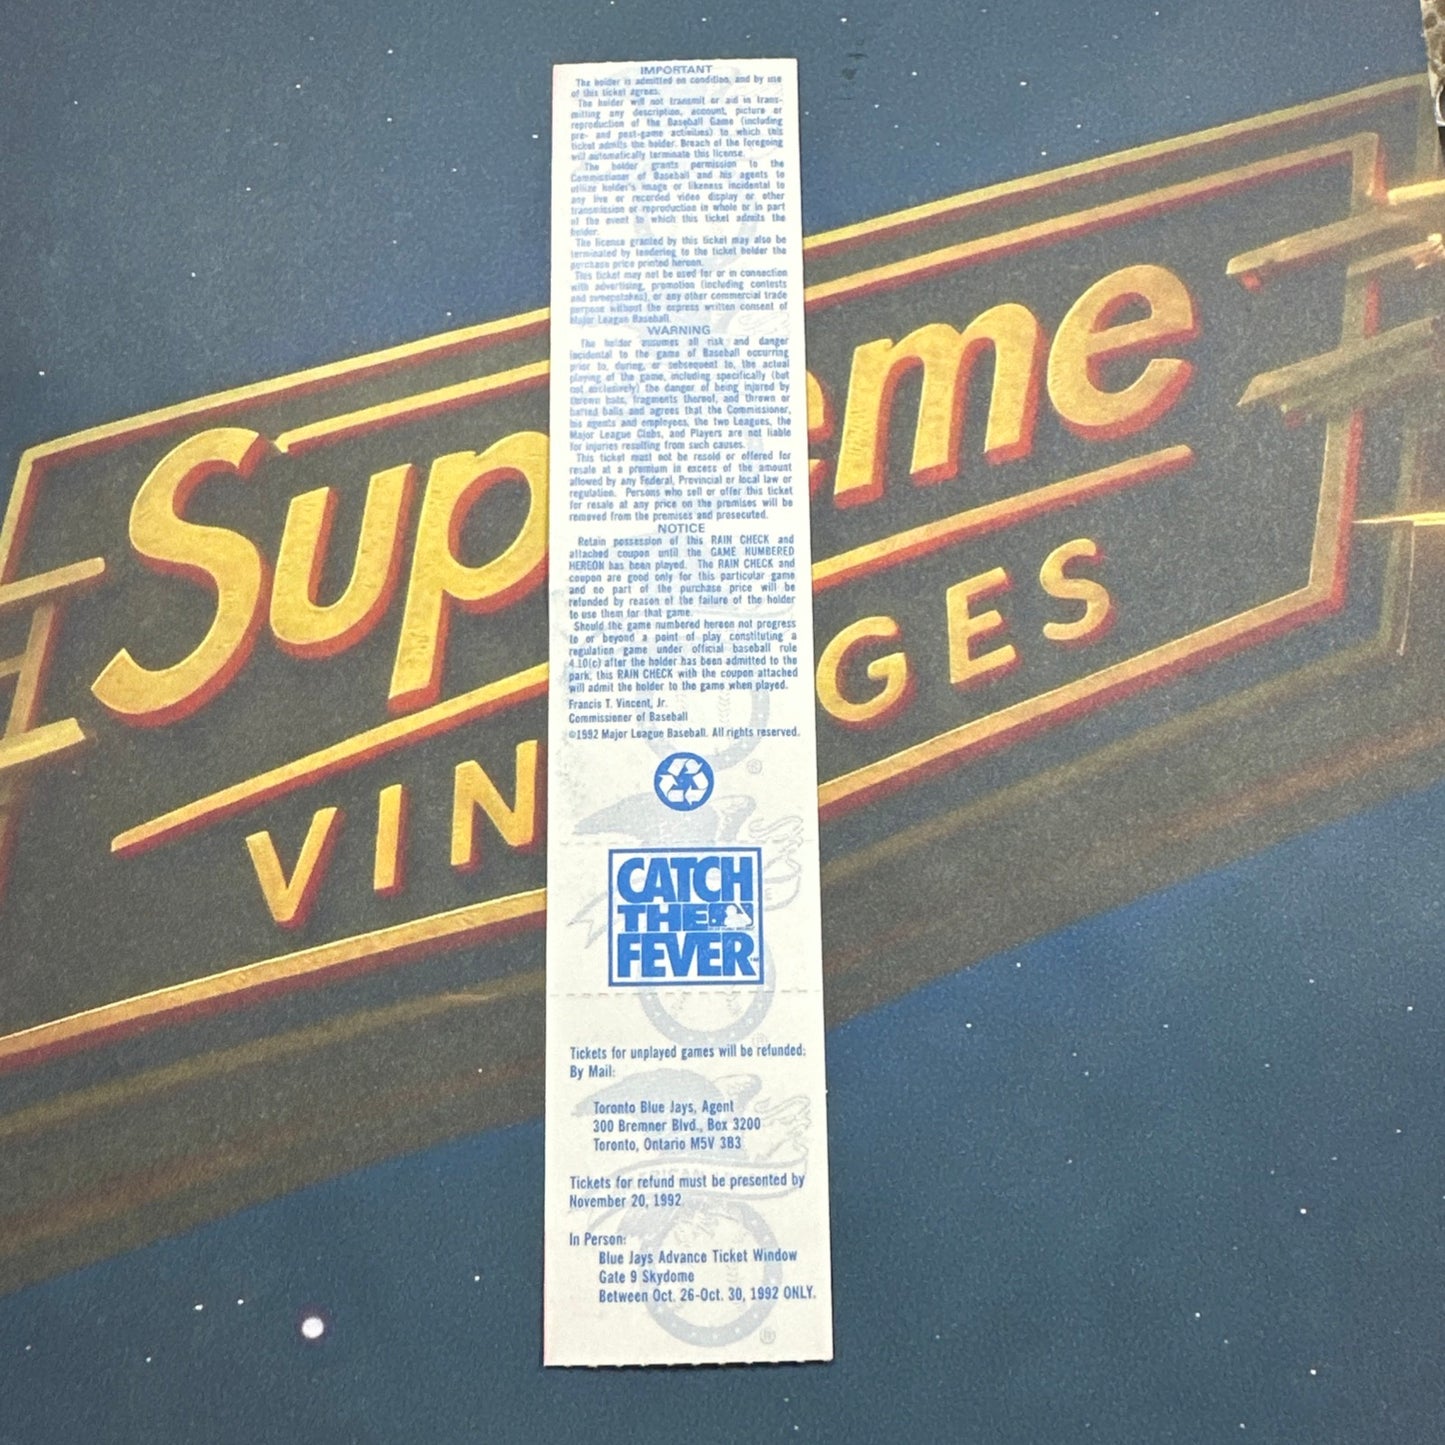 IMPORTANT
The holder is admitted on condition, and by use
of this ticket agrees.
The holder will not transmit or aid in trans-
mitting any description, account, picture or
reproduction of the Baseball Game (including
pre- and post-game activities) to which this
ticket admits the holder. Breach of the foregoing
will automatically terminate this license.
The holder grants permission to the
Commissioner of Baseball and his agents to
utilize holder's image or likeness incidental to
any live or recorded video display or other
transmission or reproduction in whole or in part
of the event to which this ticket admits the
holder.
The license granted by this ticket may also be
terminated by tendering to the ticket holder the
purchase price printed hereon.
This ticket may not be used for or in connection
with advertising, promotion (including contests
and sweepstakes), or any other commercial trade
purpose without the express written consent of
Major League Baseball.
WARNING
The holder assumes all risk and danger
incidental to the game of Baseball occurring
prior to, during, or subsequent to, the actual
playing of the game, including specifically (but
not exclusively) the danger of being injured by
thrown bats, fragments thereof, and thrown or
batted balls and agrees that the Commissioner,
his agents and employees, the two Leagues, the
Major League Clubs, and Players are not liable
for injuries resulting from such causes.
This ticket must not be resold or offered for
resale at a premium in excess of the amount
allowed by any Federal, Provincial or local law or
regulation. Persons who sell or offer this ticket
for resale at any price on the premises will be
removed from the premises and prosecuted.
NOTICE
Retain possession of this RAIN CHECK and
attached coupon until the GAME NUMBERED
HEREON has been played. The RAIN CHECK and
coupon are good only for this particular game
and no part of the purchase price will be
refunded by reason of the failure of the holder
to use them for that game.
Should the game numbered hereon not progress
to or beyond a point of play constituting a
regulation game under official baseball rule
4.10(c) after the holder has been admitted to the
park, this RAIN CHECK with the coupon attached
will admit the holder to the game when played.
Francis T. Vincent, Jr.
Commissioner of Baseball
©1992 Major League Baseball. All rights reserved.
CATCH
THE
FEVER
Tickets for unplayed games will be refunded:
By Mail:
Toronto Blue Jays, Agent
300 Bremner Blvd., Box 3200
Toronto, Ontario M5V 3B3
Tickets for refund must be presented by
November 20, 1992
In Person:
Blue Jays Advance Ticket Window
Gate 9 Skydome
Between Oct. 26-Oct. 30, 1992 ONLY.
Sup eme
VIN GES